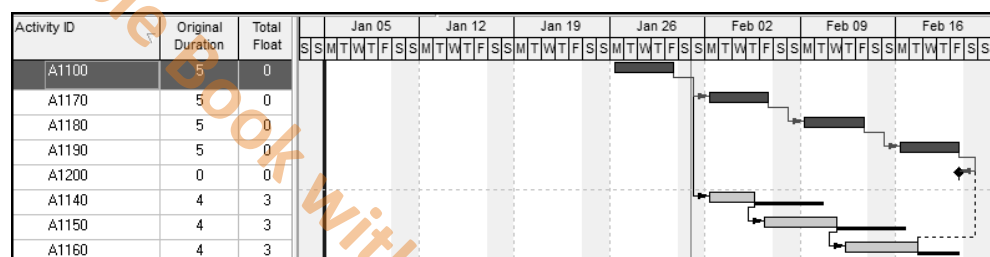 Activity ID Original Duration Total Float Jan 05 Jan 12 Jan 19 Jan 26 Feb 02 Feb 09 Feb 16
S S M T W T F S S M T W T F S S M T W T F S S M T W T F S S M T W T F S S M T W T F S S M T W T F S S
A1100 5 0
A1170 5 0
A1180 5 0
A1190 5 0
A1200 0 0
A1140 4 3
A1150 4 3
A1160 4 3
Book with